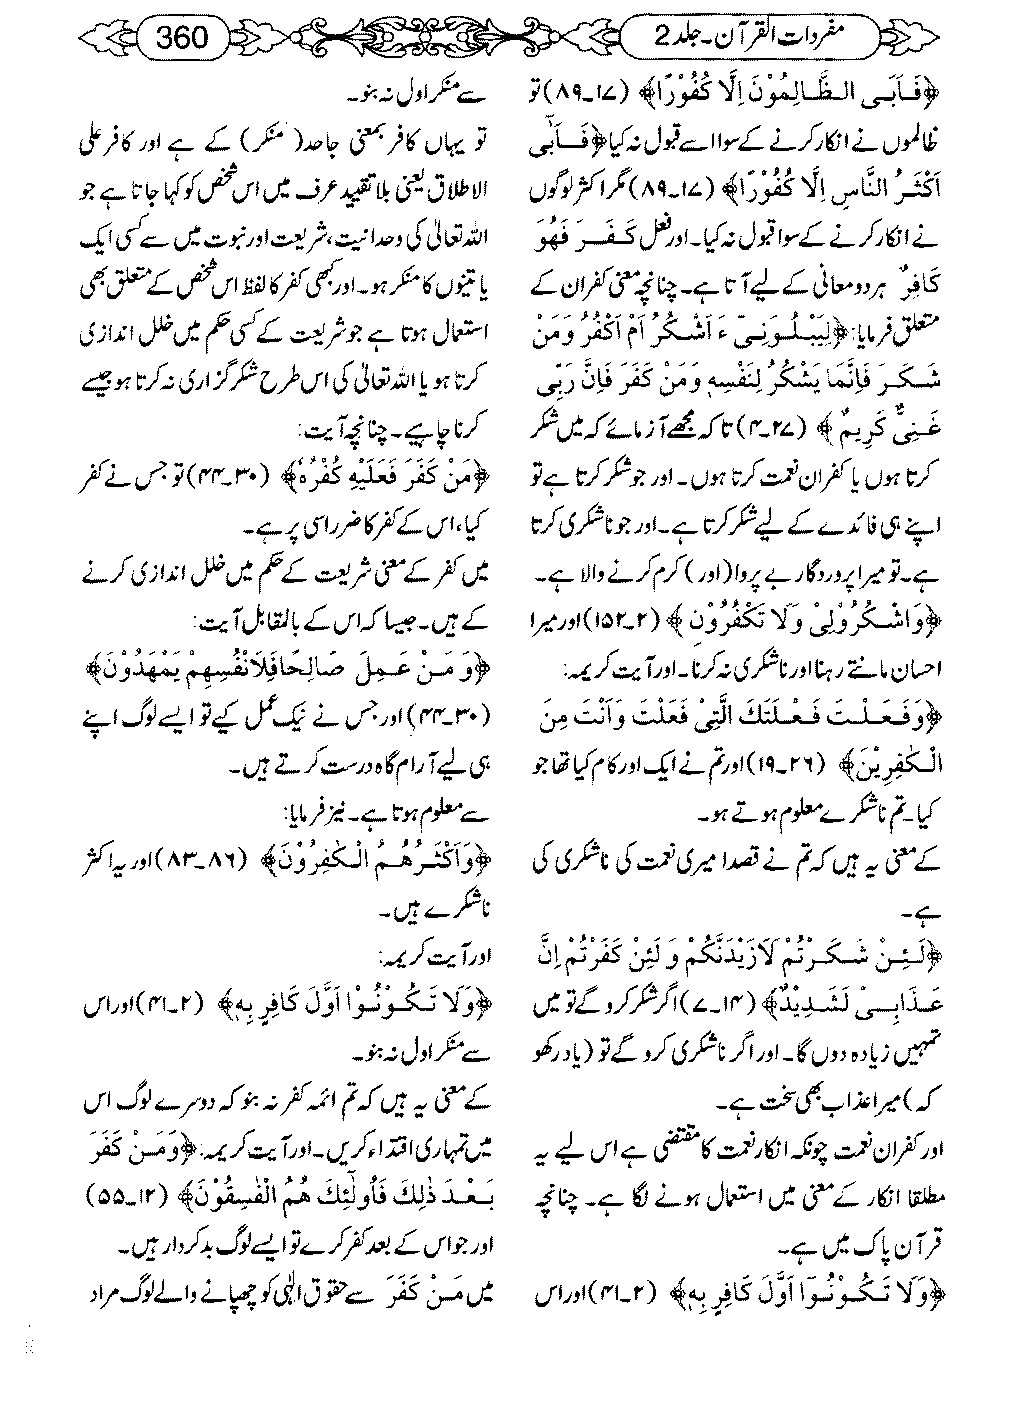 مفردات القرآن۔ جلد 2
360
﴿فَاَبَى الظَّالِمُوْنَ اِلَّا كُفُوْرًا﴾ (۱۷۔۸۹) تو
ظالموں نے انکار کرنے کے سوا اسے قبول نہ کیا ﴿فَاَبٰٓى
اَكْثَرُ النَّاسِ اِلَّا كُفُوْرًا﴾ (۱۷۔۸۹) مگر اکثر لوگوں
نے انکار کرنے کے سوا قبول نہ کیا۔ اور فعل كَفَرَ فَهُوَ
كَافِرٌ ہر دو معانی کے لیے آتا ہے۔ چنانچہ معنی کفران کے
متعلق فرمایا: ﴿لِيَبْلُوَنِىْٓ ءَ اَشْكُرُ اَمْ اَكْفُرُ وَمَنْ
شَكَرَ فَاِنَّمَا يَشْكُرُ لِنَفْسِهٖ وَمَنْ كَفَرَ فَاِنَّ رَبِّىْ
غَنِىٌّ كَرِيْمٌ﴾ (۲۷۔۴) تاکہ مجھے آزمائے کہ میں شکر
کرتا ہوں یا کفران نعمت کرتا ہوں۔ اور جو شکر کرتا ہے تو
اپنے ہی فائدے کے لیے شکر کرتا ہے۔ اور جو ناشکری کرتا
ہے۔ تو میرا پروردگار بے پروا (اور) کرم کرنے والا ہے۔
﴿وَاشْكُرُوْلِىْ وَلَا تَكْفُرُوْنِ﴾ (۲۔۱۵۲) اور میرا
احسان مانتے رہنا اور ناشکری نہ کرنا۔ اور آیت کریمہ:
﴿وَفَعَلْتَ فَعْلَتَكَ الَّتِىْ فَعَلْتَ وَاَنْتَ مِنَ
الْكٰفِرِيْنَ﴾ (۲۶۔۱۹) اور تم نے ایک اور کام کیا تھا جو
کیا۔ تم ناشکرے معلوم ہوتے ہو۔
کے معنی یہ ہیں کہ تم نے قصدا میری نعمت کی ناشکری کی
ہے۔
﴿لَئِنْ شَكَرْتُمْ لَاَزِيْدَنَّكُمْ وَ لَئِنْ كَفَرْتُمْ اِنَّ
عَذَابِىْ لَشَدِيْدٌ﴾ (۱۴۔۷) اگر شکر کرو گے تو میں
تمہیں زیادہ دوں گا۔ اور اگر ناشکری کرو گے تو (یاد رکھو
کہ) میرا عذاب بھی سخت ہے۔
اور کفران نعمت چونکہ انکار نعمت کا مقتضی ہے اس لیے یہ
مطلقا انکار کے معنی میں استعمال ہونے لگا ہے۔ چنانچہ
قرآن پاک میں ہے۔
﴿وَلَا تَكُوْنُوْٓا اَوَّلَ كَافِرٍ بِهٖ﴾ (۲۔۴۱) اور اس
سے منکر اول نہ بنو۔
تو یہاں کافر بمعنی جاحد (منکر) کے ہے اور کافر علی
الاطلاق یعنی بلا تقیید عرف میں اس شخص کو کہا جاتا ہے جو
اللہ تعالیٰ کی وحدانیت، شریعت اور نبوت میں سے کسی ایک
یا تینوں کا منکر ہو۔ اور کبھی کفر کا لفظ اس شخص کے متعلق بھی
استعمال ہوتا ہے جو شریعت کے کسی حکم میں خلل اندازی
کرتا ہو یا اللہ تعالیٰ کی اس طرح شکر گزاری نہ کرتا ہو جیسے
کرنا چاہیے۔ چنانچہ آیت:
﴿مَنْ كَفَرَ فَعَلَيْهِ كُفْرُهٗ﴾ (۳۰۔۴۴) تو جس نے کفر
کیا، اس کے کفر کا ضرر اسی پر ہے۔
میں کفر کے معنی شریعت کے حکم میں خلل اندازی کرنے
کے ہیں۔ جیسا کہ اس کے بالمقابل آیت:
﴿وَ مَنْ عَمِلَ صَالِحًا فَلِاَنْفُسِهِمْ يَمْهَدُوْنَ﴾
(۳۰۔۴۴) اور جس نے نیک عمل کیے تو ایسے لوگ اپنے
ہی لیے آرام گاہ درست کرتے ہیں۔
سے معلوم ہوتا ہے۔ نیز فرمایا:
﴿وَاَكْثَرُهُمُ الْكٰفِرُوْنَ﴾ (۸۶۔۸۳) اور یہ اکثر
ناشکرے ہیں۔
اور آیت کریمہ:
﴿وَلَا تَكُوْنُوْٓا اَوَّلَ كَافِرٍ بِهٖ﴾ (۲۔۴۱) اور اس
سے منکر اول نہ بنو۔
کے معنی یہ ہیں کہ تم ائمہ کفر نہ بنو کہ دوسرے لوگ اس
میں تمہاری اقتداء کریں۔ اور آیت کریمہ: ﴿وَمَنْ كَفَرَ
بَعْدَ ذٰلِكَ فَاُولٰٓئِكَ هُمُ الْفٰسِقُوْنَ﴾ (۱۲۔۵۵)
اور جو اس کے بعد کفر کرے تو ایسے لوگ بدکردار ہیں۔
میں مَنْ كَفَرَ سے حقوق الٰہی کو چھپانے والے لوگ مراد